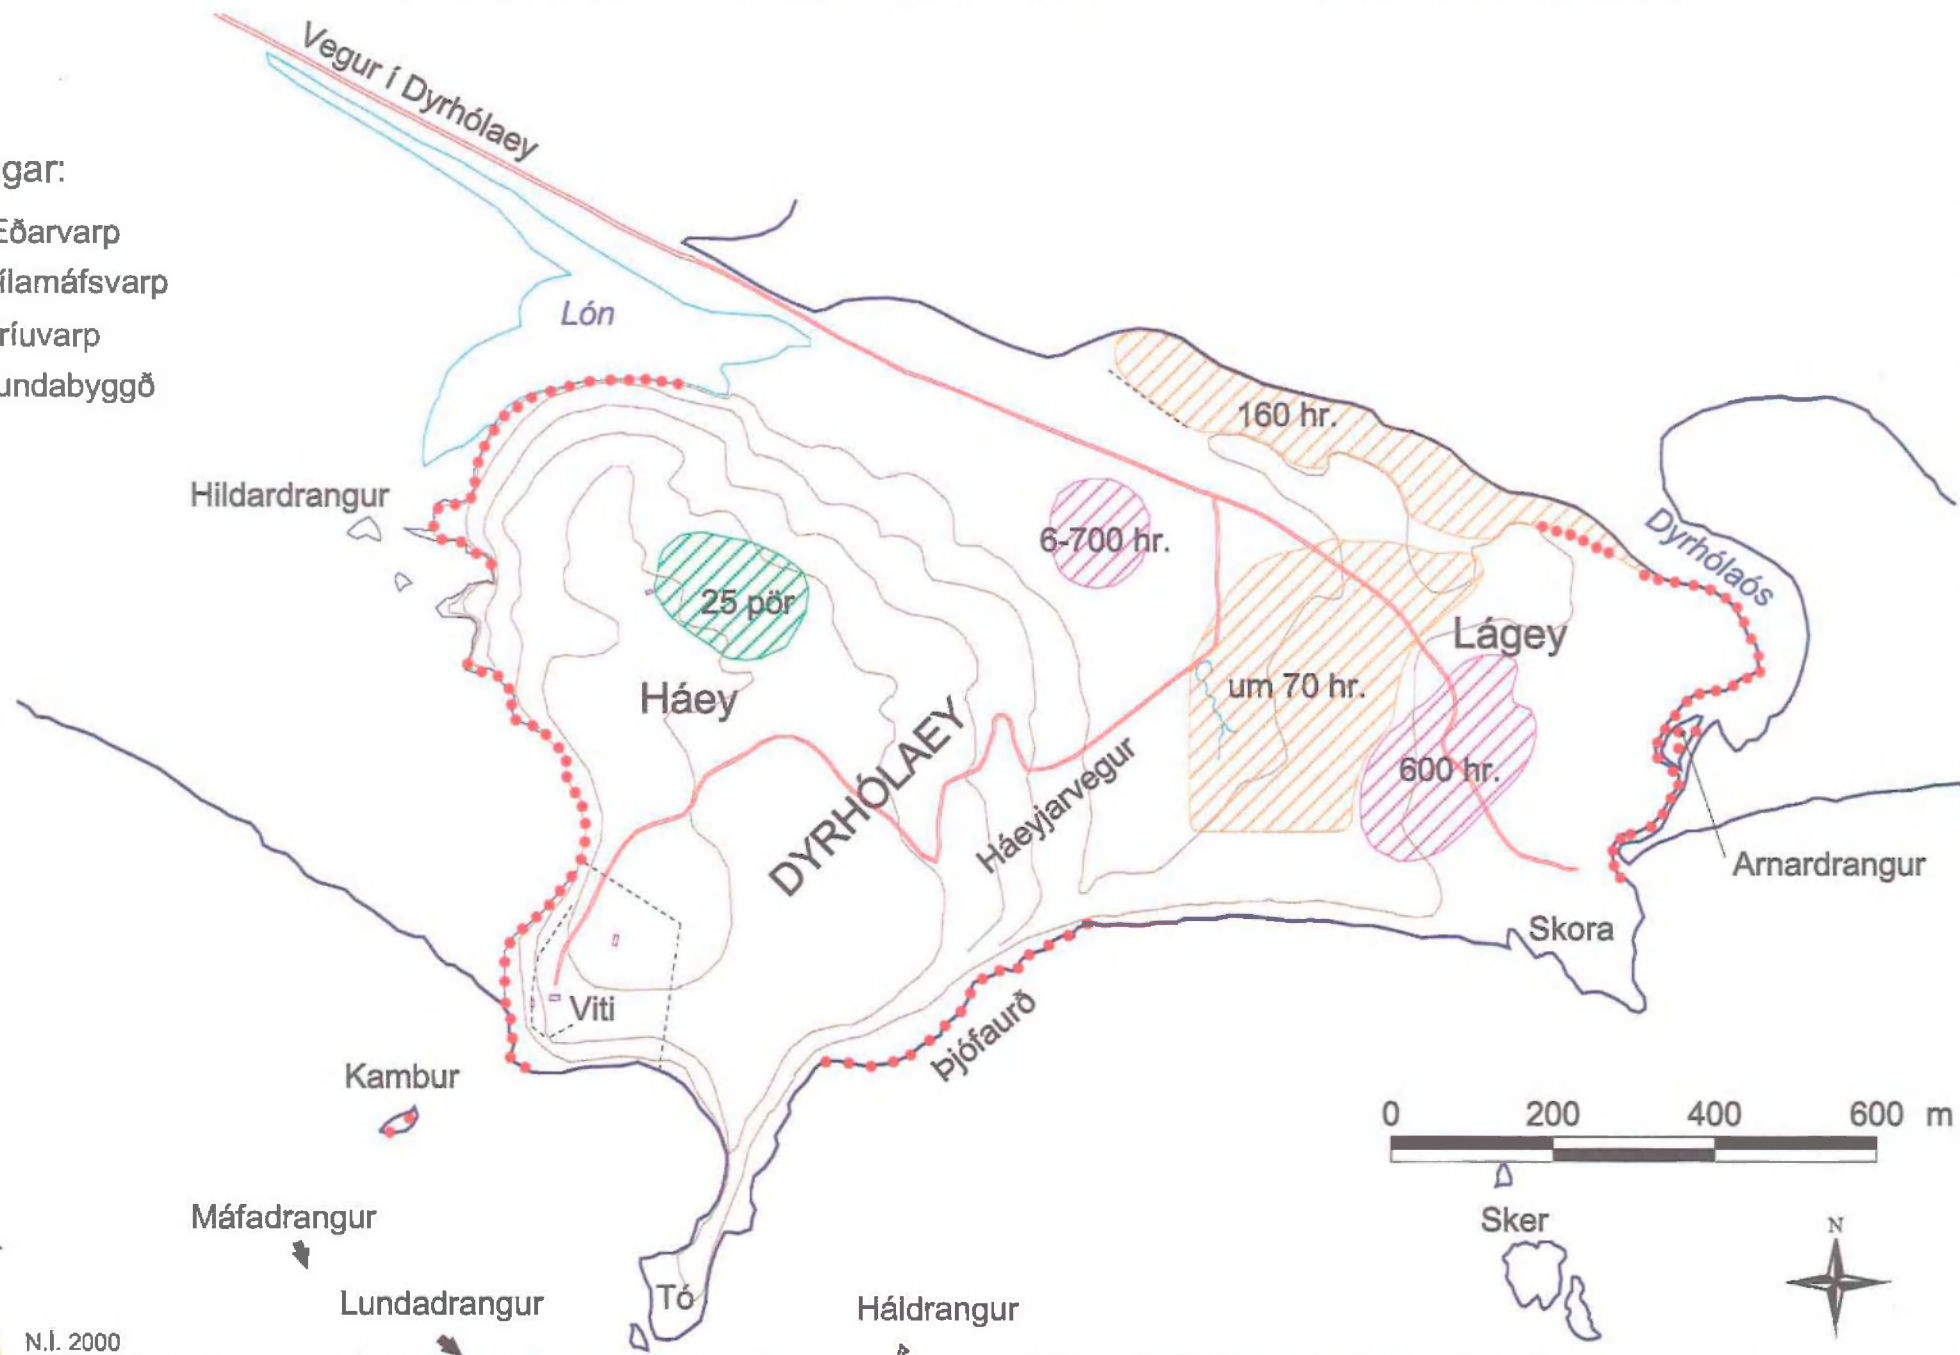 Vegur í Dyrhólaey
gar:
Eðarvarp
ílamáfsvarp
ríuvarp
undabyggð
Lón
160 hr.
Hildardrangur
6-700 hr.
Dyrhólaós
25 pör
Lágey
Háey
um 70 hr.
DYRHÓLAEY
Háeyjarvegur
600 hr.
Arnardrangur
Skora
Viti
Þjófaurð
Kambur
0 200 400 600 m
Máfadrangur
Sker
N
Lundadrangur
Tó
Háldrangur
N.Í. 2000